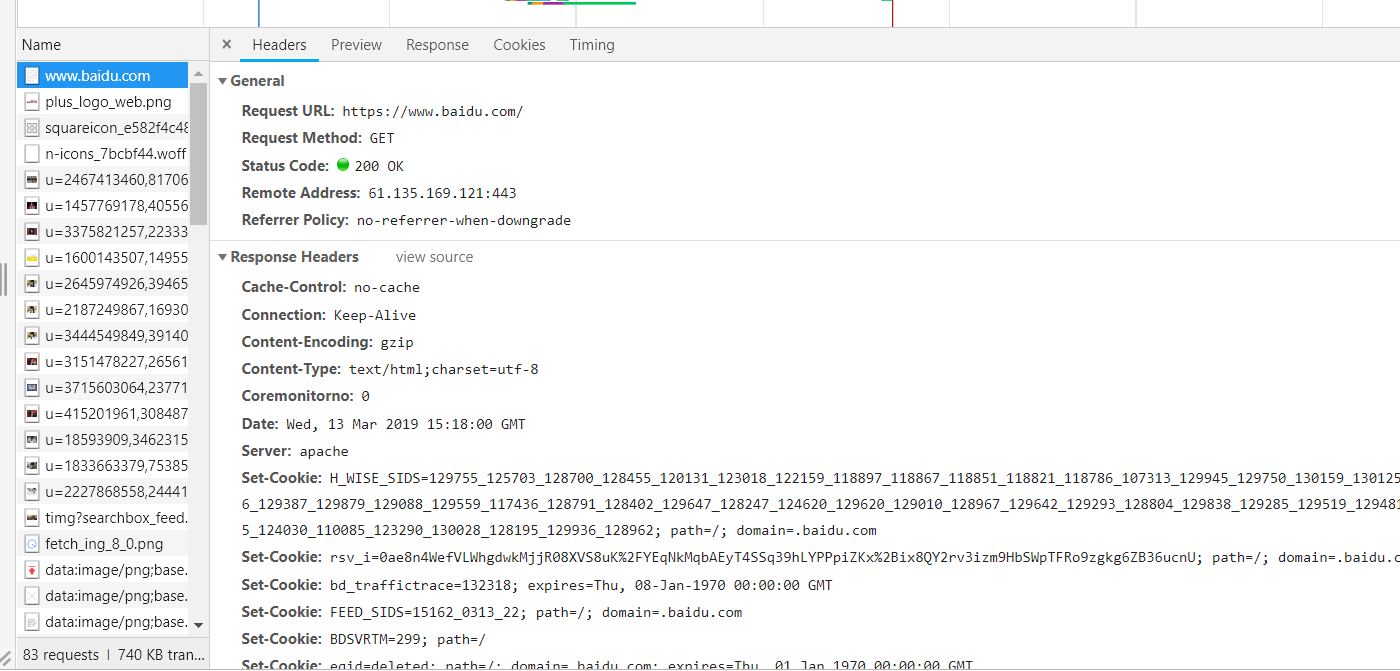 Name
www.baidu.com
plus_logo_web.png
squareicon_e582f4c48
n-icons_7bcbf44.woff
u=2467413460,81706
u=1457769178,40556
u=3375821257,22333
u=1600143507,14955
u=2645974926,39465
u=2187249867,16930
u=3444549849,39140
u=3151478227,26561
u=3715603064,23771
u=415201961,308487
u=18593909,3462315
u=1833663379,75385
u=2227868558,24441
timg?searchbox_feed.
fetch_ing_8_0.png
data:image/png;base.
data:image/png;base.
data:image/png;base.
83 requests | 740 KB tran...
Headers Preview Response Cookies Timing
General
Request URL: https://www.baidu.com/
Request Method: GET
Status Code: 200 OK
Remote Address: 61.135.169.121:443
Referrer Policy: no-referrer-when-downgrade
Response Headers view source
Cache-Control: no-cache
Connection: Keep-Alive
Content-Encoding: gzip
Content-Type: text/html;charset=utf-8
Coremonitorno: 0
Date: Wed, 13 Mar 2019 15:18:00 GMT
Server: apache
Set-Cookie: H_WISE_SIDS=129755_125703_128700_128455_120131_123018_122159_118897_118867_118851_118821_118786_107313_129945_129750_130159_130125
6_129387_129879_129088_129559_117436_128791_128402_129647_128247_124620_129620_129010_128967_129642_129293_128804_129838_129285_129519_129481
5_124030_110085_123290_130028_128195_129936_128962; path=/; domain=.baidu.com
Set-Cookie: rsv_i=0ae8n4WefVLWhgdwkMjjR08XVS8uK%2FYEqNkMqbAEyT4SSq39hLYPPpiZKx%2Bix8QY2rv3izm9HbSWpTFRo9zgkg6ZB36ucnU; path=/; domain=.baidu.c
Set-Cookie: bd_traffictrace=132318; expires=Thu, 08-Jan-1970 00:00:00 GMT
Set-Cookie: FEED_SIDS=15162_0313_22; path=/; domain=.baidu.com
Set-Cookie: BDSVRTM=299; path=/
Set-Cookie: eqid=deleted; path=/; domain=.baidu.com; expires=Thu, 01 Jan 1970 00:00:00 GMT